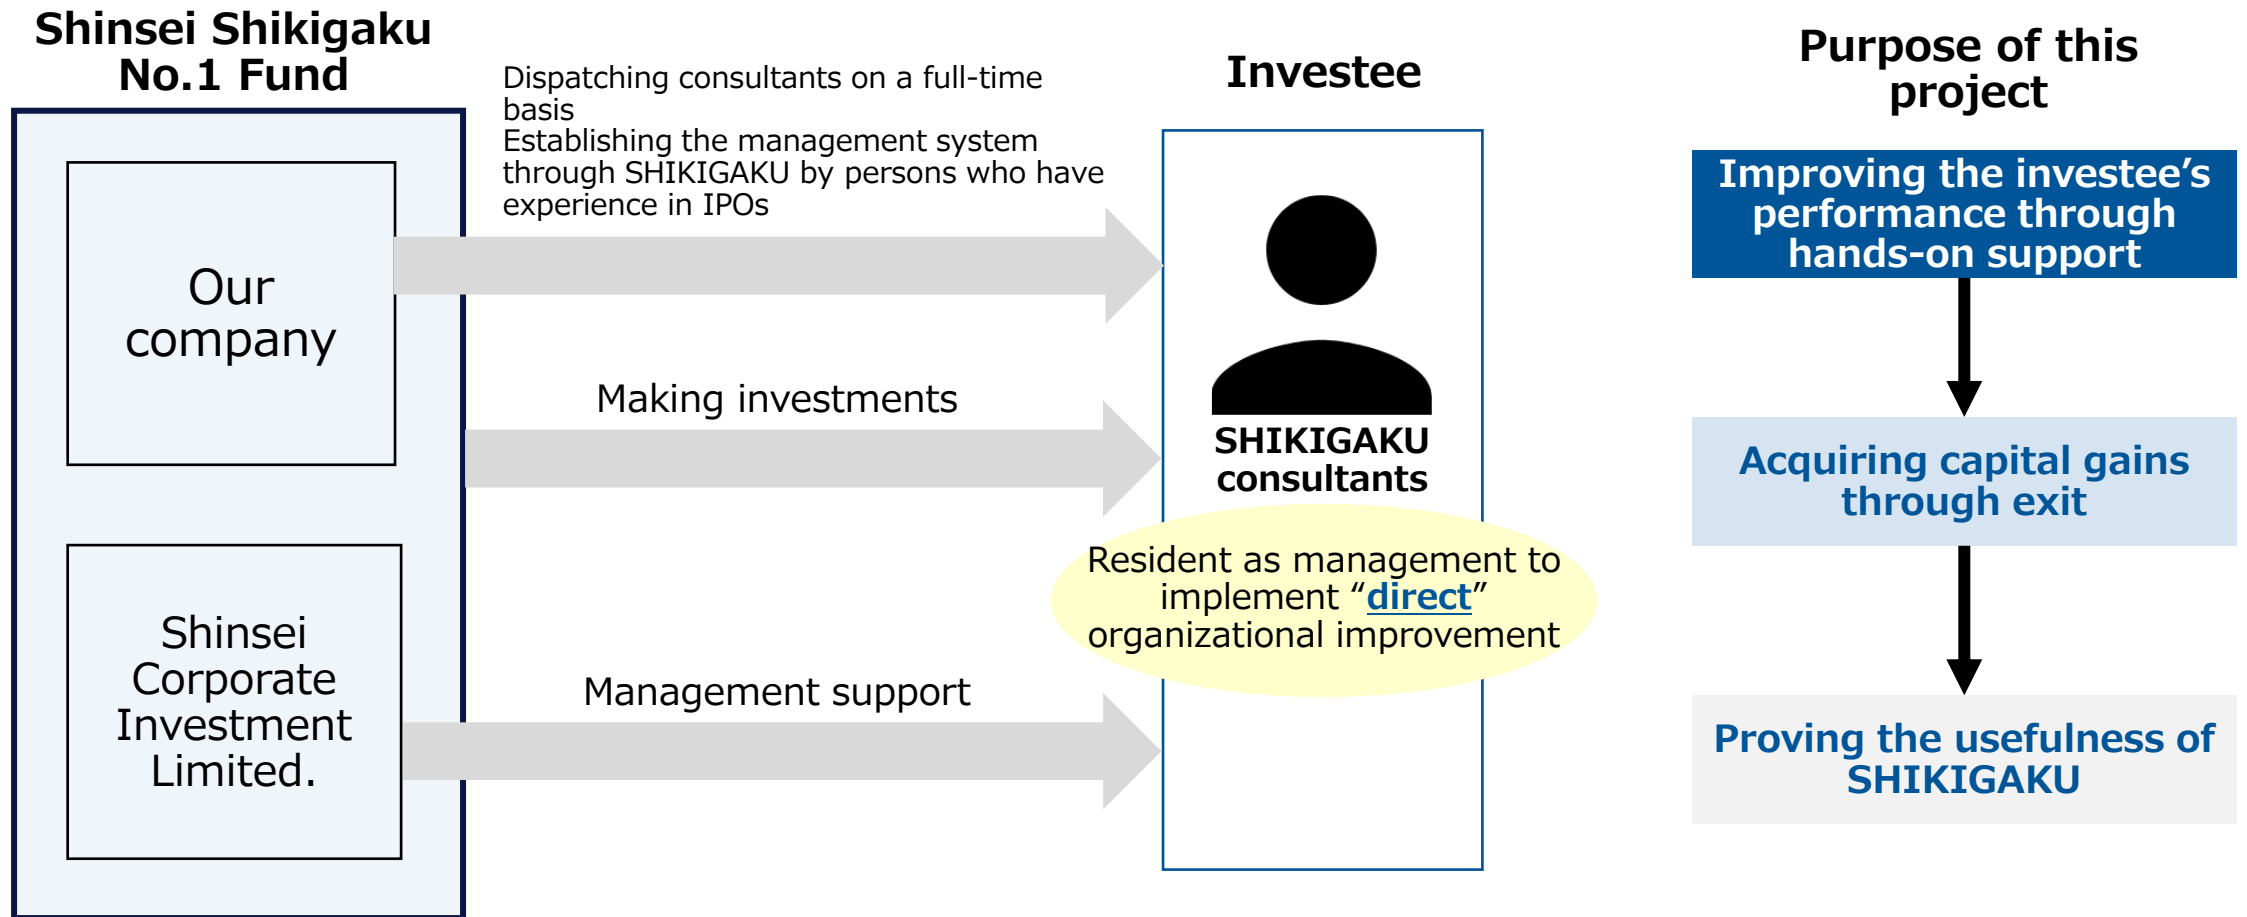 Shinsei Shikigaku
No.1 Fund
Our
company
Shinsei
Corporate
Investment
Limited.
Dispatching consultants on a full-time
basis
Establishing the management system
through SHIKIGAKU by persons who have
experience in IPOs
Making investments
Management support
Investee
SHIKIGAKU
consultants
Resident as management to
implement “direct”
organizational improvement
Purpose of this
project
Improving the investee’s
performance through
hands-on support
Acquiring capital gains
through exit
Proving the usefulness of
SHIKIGAKU